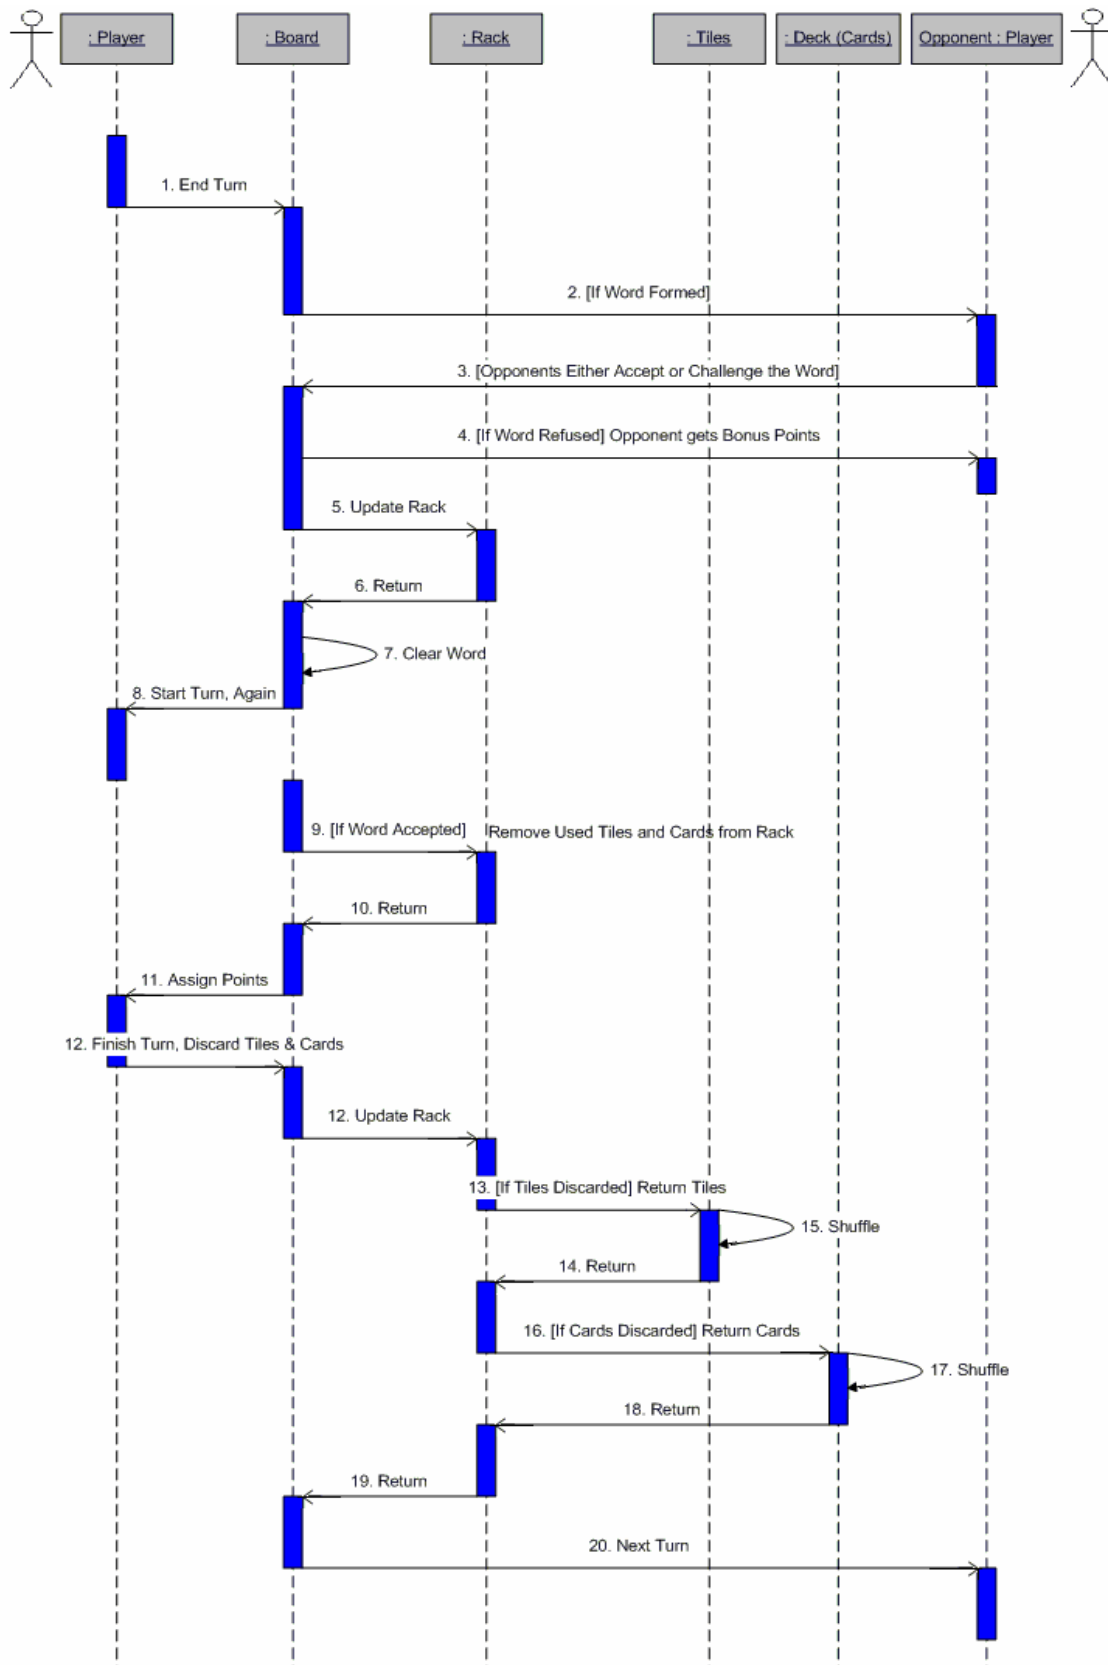 : Player
: Board
: Rack
: Tiles
: Deck (Cards)
Opponent : Player
1. End Turn
2. [If Word Formed]
3. [Opponents Either Accept or Challenge the Word]
4. [If Word Refused] Opponent gets Bonus Points
5. Update Rack
6. Return
7. Clear Word
8. Start Turn, Again
9. [If Word Accepted] Remove Used Tiles and Cards from Rack
10. Return
11. Assign Points
12. Finish Turn, Discard Tiles & Cards
12. Update Rack
13. [If Tiles Discarded] Return Tiles
15. Shuffle
14. Return
16. [If Cards Discarded] Return Cards
17. Shuffle
18. Return
19. Return
20. Next Turn